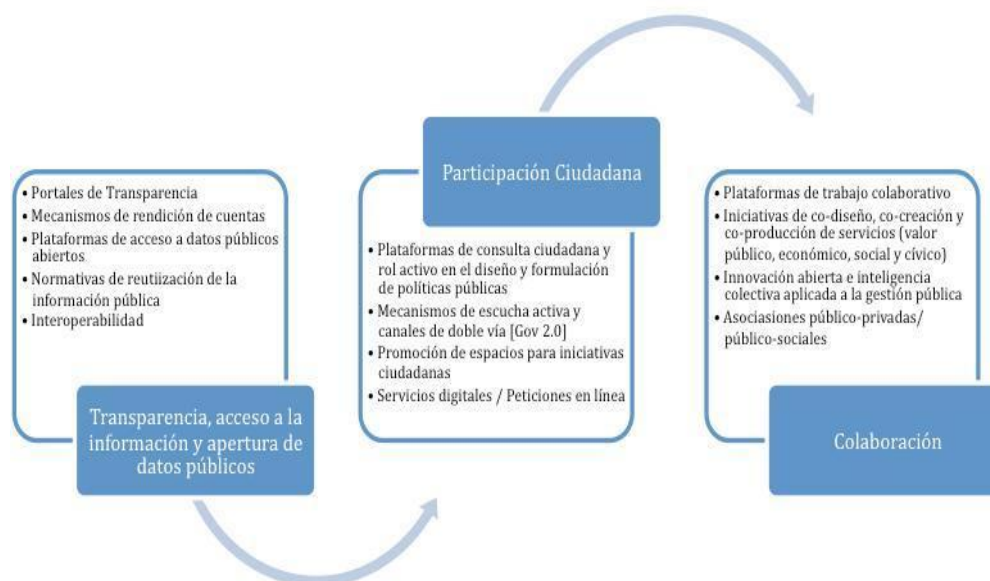 • Portales de Transparencia
• Mecanismos de rendición de cuentas
• Plataformas de acceso a datos públicos
abiertos
• Normativas de reutiización de la
información pública
• Interoperabilidad
Transparencia, acceso a la
información y apertura de
datos públicos
Participación Ciudadana
• Plataformas de consulta ciudadana y
rol activo en el diseño y formulación
de políticas públicas
• Mecanismos de escucha activa y
canales de doble vía [Gov 2.0]
• Promoción de espacios para iniciativas
ciudadanas
• Servicios digitales / Peticiones en línea
• Plataformas de trabajo colaborativo
• Iniciativas de co-diseño, co-creación y
co-producción de servicios (valor
público, económico, social y cívico)
• Innovación abierta e inteligencia
colectiva aplicada a la gestión pública
• Asociasiones público-privadas/
público-sociales
Colaboración